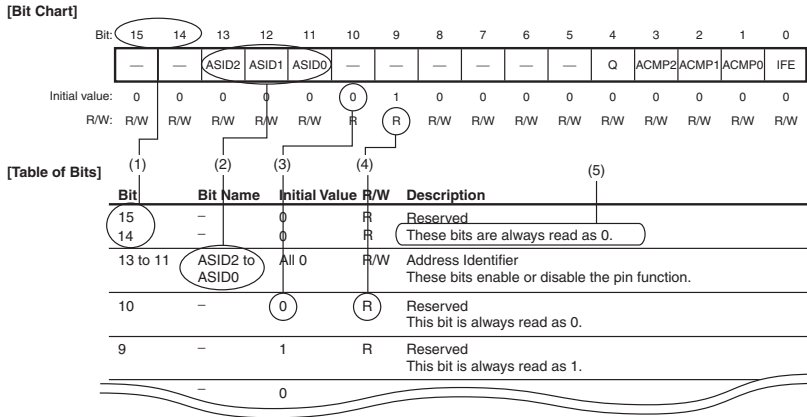 [Bit Chart]
Bit: 15 14 13 12 11 10 9 8 7 6 5 4 3 2 1 0
— — ASID2 ASID1 ASID0 — — — — — — Q ACMP2 ACMP1 ACMP0 IFE
Initial value: 0 0 0 0 0 0 1 0 0 0 0 0 0 0 0 0
R/W: R/W R/W R/W R/W R/W R R R/W R/W R/W R/W R/W R/W R/W R/W R/W
(1) (2) (3) (4) (5)
[Table of Bits]
Bit Bit Name Initial Value R/W Description
15 – 0 R Reserved
14 – 0 R These bits are always read as 0.
13 to 11 ASID2 to All 0 R/W Address Identifier
ASID0 These bits enable or disable the pin function.
10 – 0 R Reserved
This bit is always read as 0.
9 – 1 R Reserved
This bit is always read as 1.
– 0